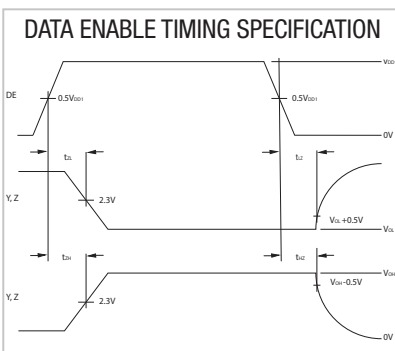 DATA ENABLE TIMING SPECIFICATION
VDD1
DE
0.5VDD1
0.5VDD1
0V
tZL
tLZ
Y, Z
2.3V
VOL+0.5V
VOL
tZH
tHZ
VOH
VOH-0.5V
Y, Z
2.3V
0V